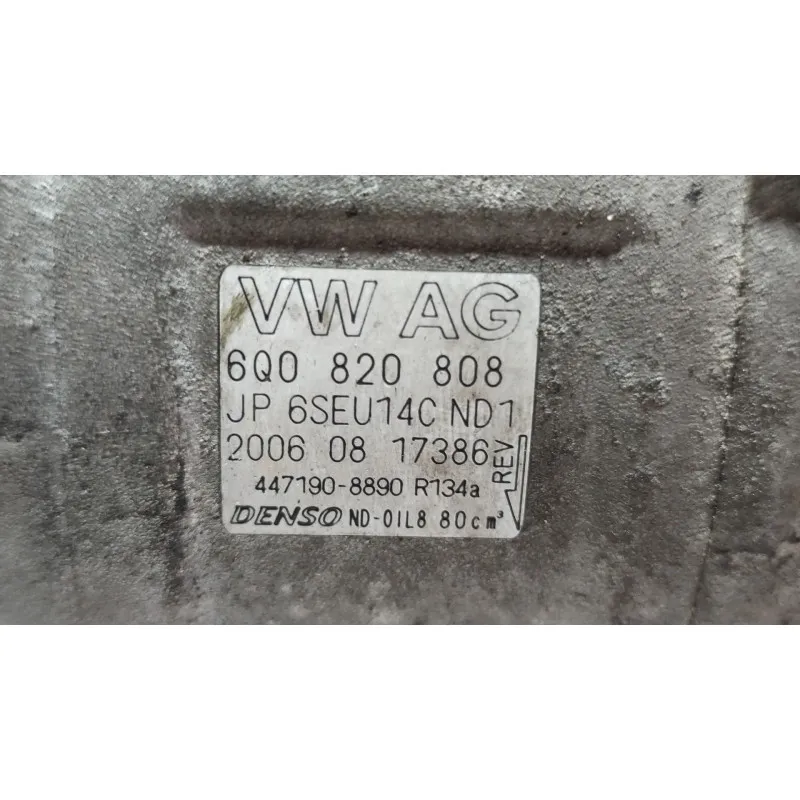 VW AG
6Q0 820 808
JP 6SEU14C ND1
2006 08 17386
REV
447190-8890 R134a
DENSO ND-OIL8 80cm³